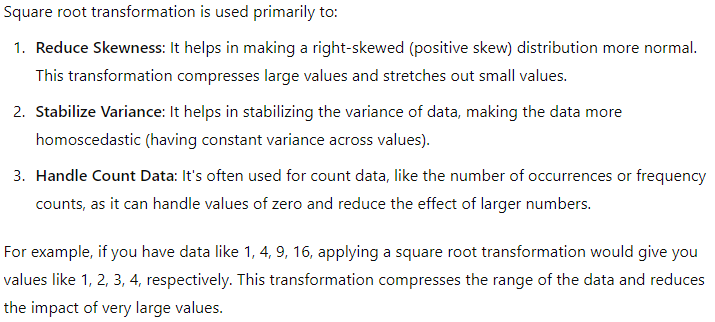 Square root transformation is used primarily to:
1. Reduce Skewness: It helps in making a right-skewed (positive skew) distribution more normal.
This transformation compresses large values and stretches out small values.
2. Stabilize Variance: It helps in stabilizing the variance of data, making the data more
homoscedastic (having constant variance across values).
3. Handle Count Data: It's often used for count data, like the number of occurrences or frequency
counts, as it can handle values of zero and reduce the effect of larger numbers.
For example, if you have data like 1, 4, 9, 16, applying a square root transformation would give you
values like 1, 2, 3, 4, respectively. This transformation compresses the range of the data and reduces
the impact of very large values.